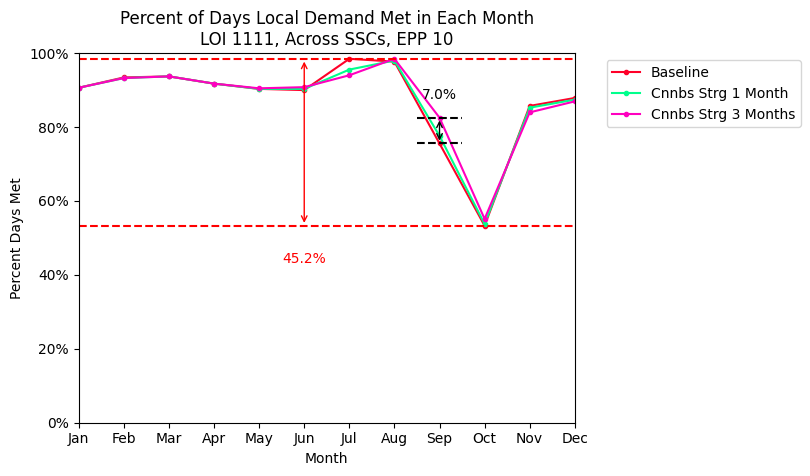 Percent of Days Local Demand Met in Each Month
LOI 1111, Across SSCs, EPP 10
100%
80%
60%
40%
20%
0%
Percent Days Met
7.0%
45.2%
Jan Feb Mar Apr May Jun Jul Aug Sep Oct Nov Dec
Month
Baseline
Cnnbs Strg 1 Month
Cnnbs Strg 3 Months